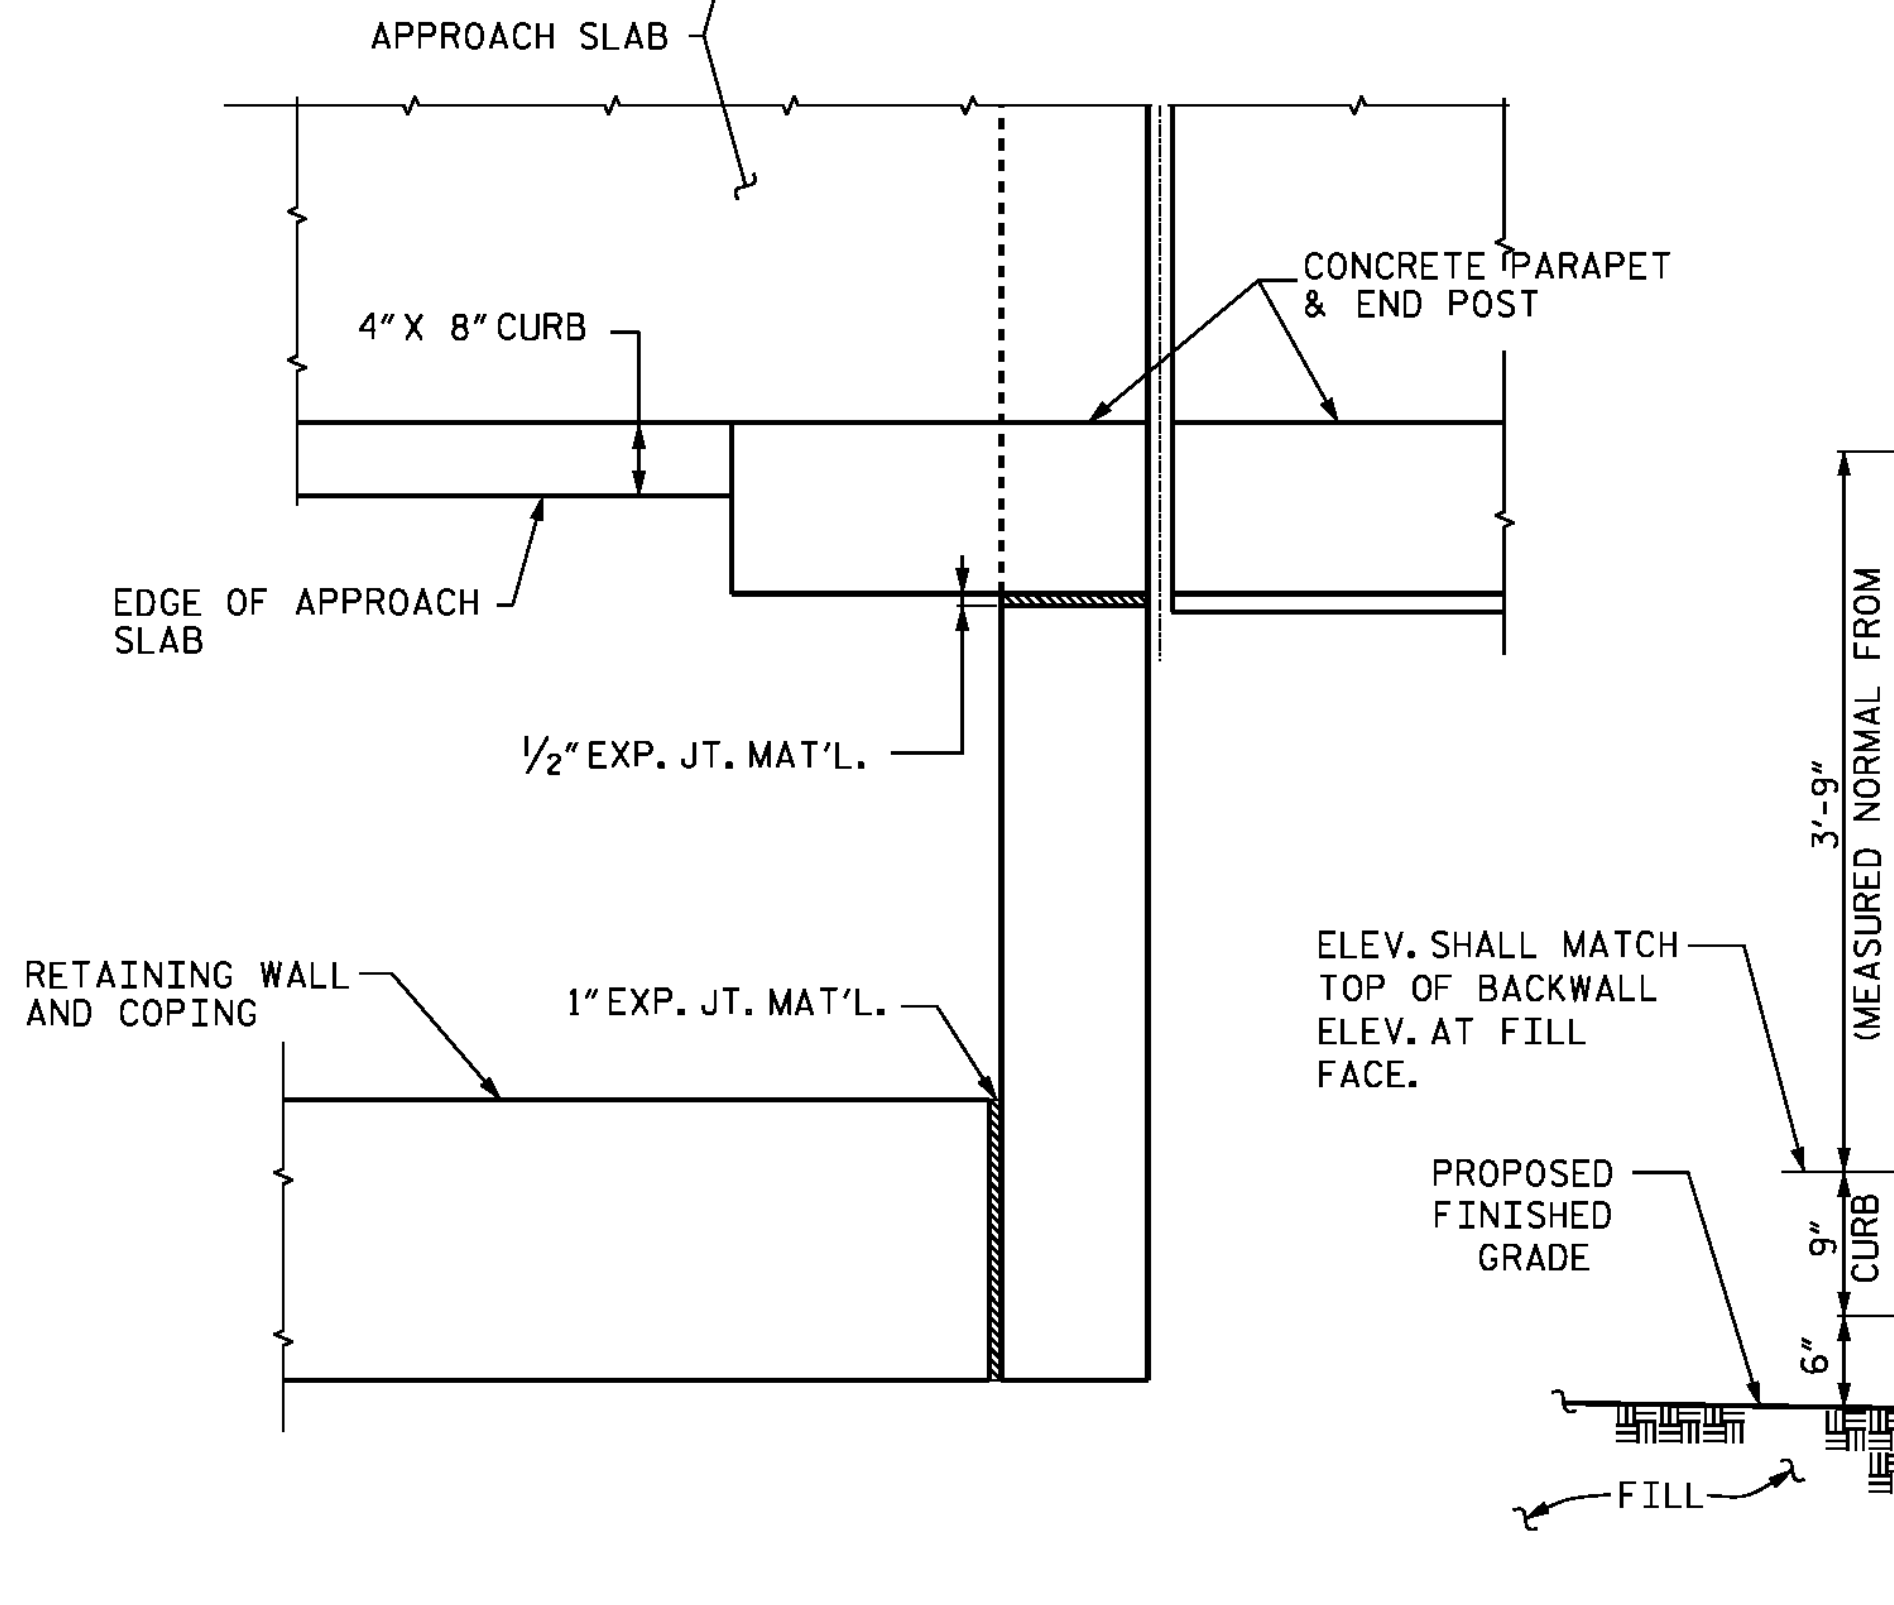 APPROACH SLAB
CONCRETE PARAPET
& END POST
4" X 8" CURB
EDGE OF APPROACH
SLAB
1/2" EXP. JT. MAT'L.
RETAINING WALL
AND COPING
1" EXP. JT. MAT'L.
3'-9"
(MEASURED NORMAL FROM
ELEV. SHALL MATCH
TOP OF BACKWALL
ELEV. AT FILL
FACE.
PROPOSED
FINISHED
GRADE
9"
CURB
6"
FILL